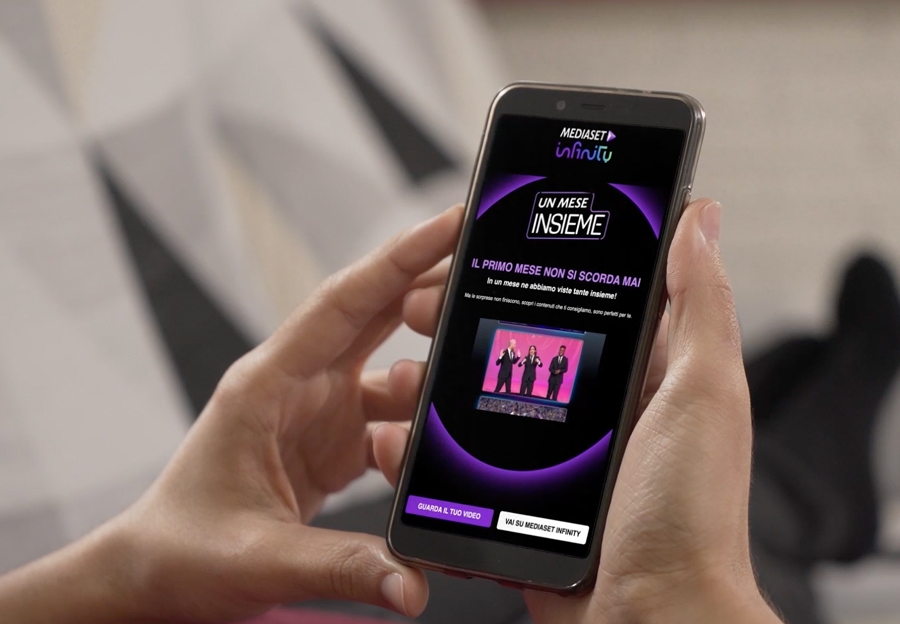 MEDIASET
infinity
UN MESE
INSIEME
IL PRIMO MESE NON SI SCORDA MAI
In un mese ne abbiamo viste tante insieme!
Ma le sorprese non finiscono, scopri i contenuti che ti consigliamo, sono perfetti per te.
GUARDA IL TUO VIDEO
VAI SU MEDIASET INFINITY